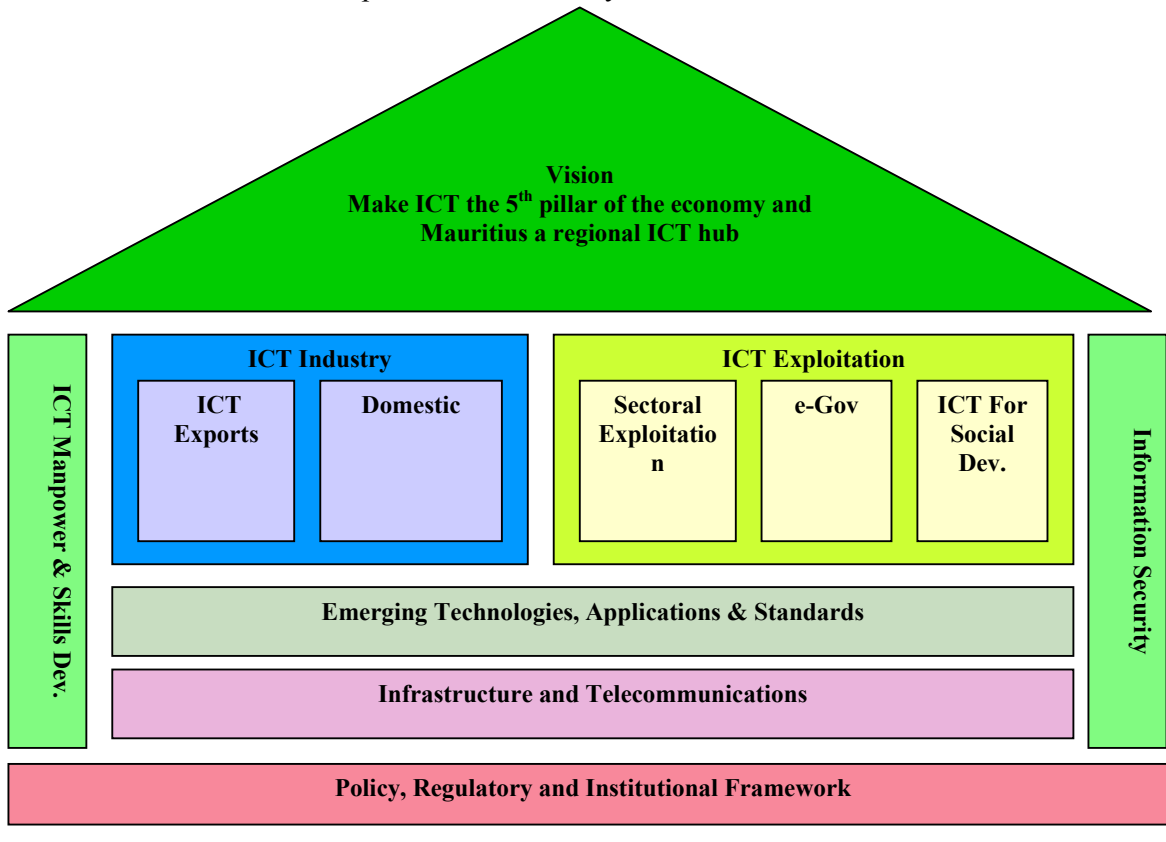 Vision
Make ICT the 5th pillar of the economy and
Mauritius a regional ICT hub
ICT Manpower & Skills Dev.
ICT Industry
ICT
Exports
Domestic
ICT Exploitation
Sectoral
Exploitatio
n
e-Gov
ICT For
Social
Dev.
Information Security
Emerging Technologies, Applications & Standards
Infrastructure and Telecommunications
Policy, Regulatory and Institutional Framework